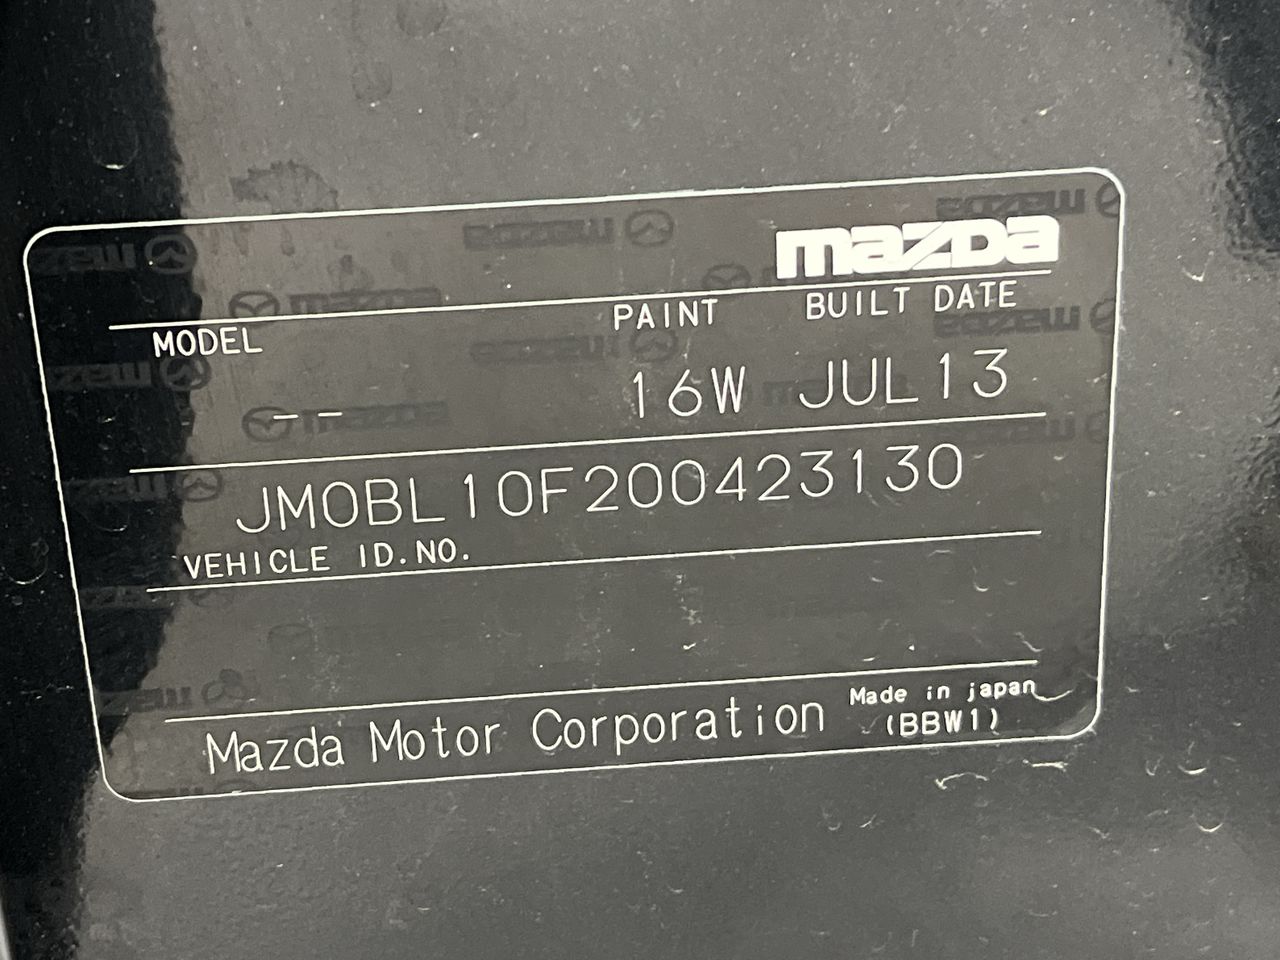 mazda
MODEL PAINT BUILT DATE
-- 16W JUL13
JM0BL10F200423130
VEHICLE ID.NO.
Mazda Motor Corporation Made in japan
(BBW1)